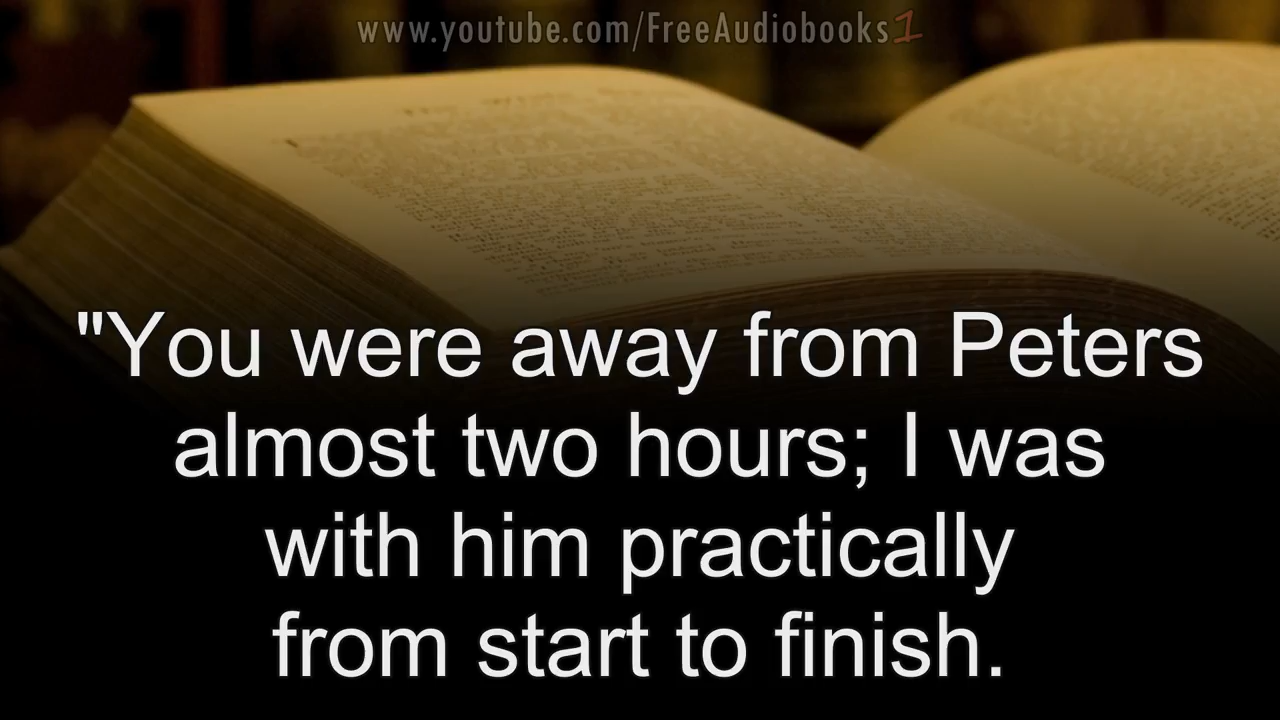 www.youtube.com/FreeAudiobooks1
"You were away from Peters
almost two hours; I was
with him practically
from start to finish.